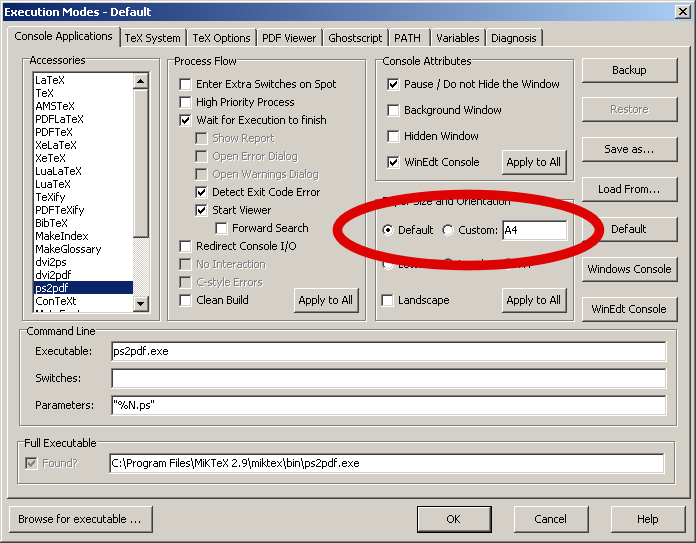 Execution Modes - Default
Console Applications TeX System TeX Options PDF Viewer Ghostscript PATH Variables Diagnosis
Accessories
LaTeX
TeX
AMSTeX
PDFLaTeX
PDFTeX
XeLaTeX
XeTeX
LuaLaTeX
LuaTeX
TeXify
PDFTeXify
BibTeX
MakeIndex
MakeGlossary
dvi2ps
dvi2pdf
ps2pdf
ConTeXt
Process Flow
Enter Extra Switches on Spot
High Priority Process
Wait for Execution to finish
Show Report
Open Error Dialog
Open Warnings Dialog
Detect Exit Code Error
Start Viewer
Forward Search
Redirect Console I/O
No Interaction
C-style Errors
Clean Build
Apply to All
Console Attributes
Pause / Do not Hide the Window
Background Window
Hidden Window
WinEdt Console
Apply to All
Size and Orientation
Default Custom: A4
Landscape
Apply to All
Backup
Restore
Save as...
Load From...
Default
Windows Console
WinEdt Console
Command Line
Executable: ps2pdf.exe
Switches:
Parameters: "%N.ps"
Full Executable
Found? C:\Program Files\MiKTeX 2.9\miktex\bin\ps2pdf.exe
Browse for executable ... OK Cancel Help